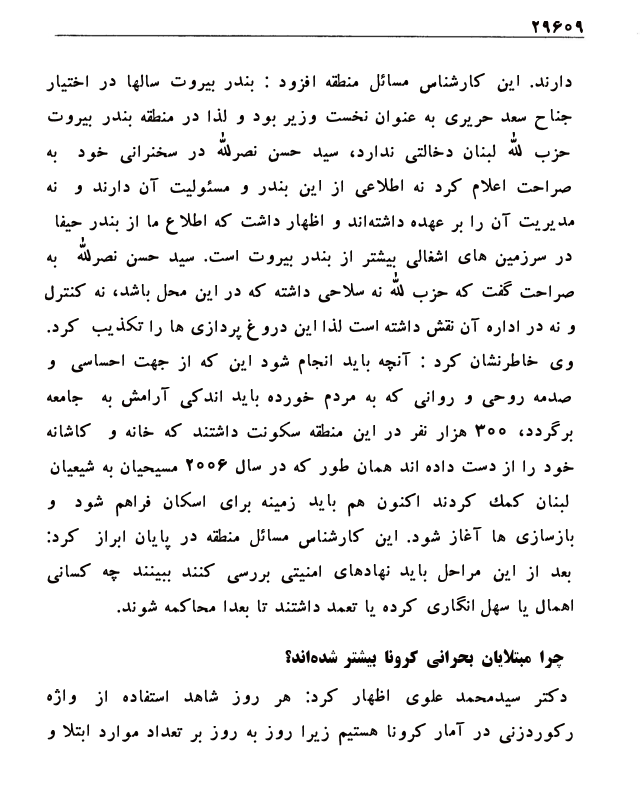 ۲۹۶۰۹
دارند. این کارشناس مسائل منطقه افزود : بندر بیروت سالها در اختیار
جناح سعد حریری به عنوان نخست وزیر بود و لذا در منطقه بندر بیروت
حزب الله لبنان دخالتی ندارد، سید حسن نصرالله در سخنرانی خود به
صراحت اعلام کرد نه اطلاعی از این بندر و مسئولیت آن دارند و نه
مدیریت آن را بر عهده داشته‌اند و اظهار داشت که اطلاع ما از بندر حیفا
در سرزمین های اشغالی بیشتر از بندر بیروت است. سید حسن نصرالله به
صراحت گفت که حزب الله نه سلاحی داشته که در این محل باشد، نه کنترل
و نه در اداره آن نقش داشته است لذا این دروغ پردازی ها را تکذیب کرد.
وی خاطرنشان کرد : آنچه باید انجام شود این که از جهت احساسی و
صدمه روحی و روانی که به مردم خورده باید اندکی آرامش به جامعه
برگردد، ۳۰۰ هزار نفر در این منطقه سکونت داشتند که خانه و کاشانه
خود را از دست داده اند همان طور که در سال ۲۰۰۶ مسیحیان به شیعیان
لبنان کمک کردند اکنون هم باید زمینه برای اسکان فراهم شود و
بازسازی ها آغاز شود. این کارشناس مسائل منطقه در پایان ابراز کرد:
بعد از این مراحل باید نهادهای امنیتی بررسی کنند ببینند چه کسانی
اهمال یا سهل انگاری کرده یا تعمد داشتند تا بعدا محاکمه شوند.
چرا مبتلایان بحرانی کرونا بیشتر شده‌اند؟
دکتر سیدمحمد علوی اظهار کرد: هر روز شاهد استفاده از واژه
رکوردزنی در آمار کرونا هستیم زیرا روز به روز بر تعداد موارد ابتلا و